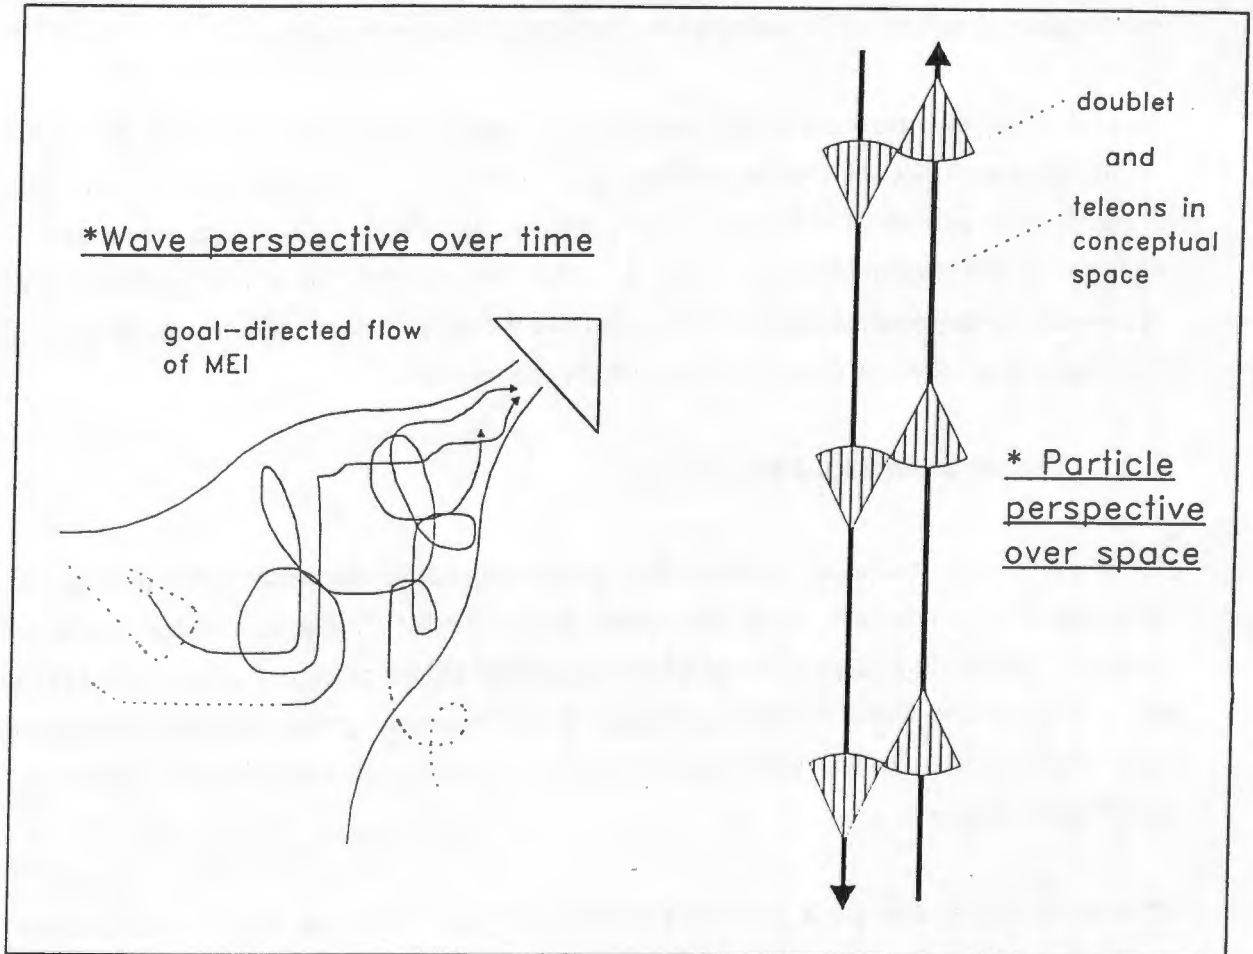 *Wave perspective over time
goal-directed flow
of MEI
doublet
and
teleons in
conceptual
space
* Particle
perspective
over space